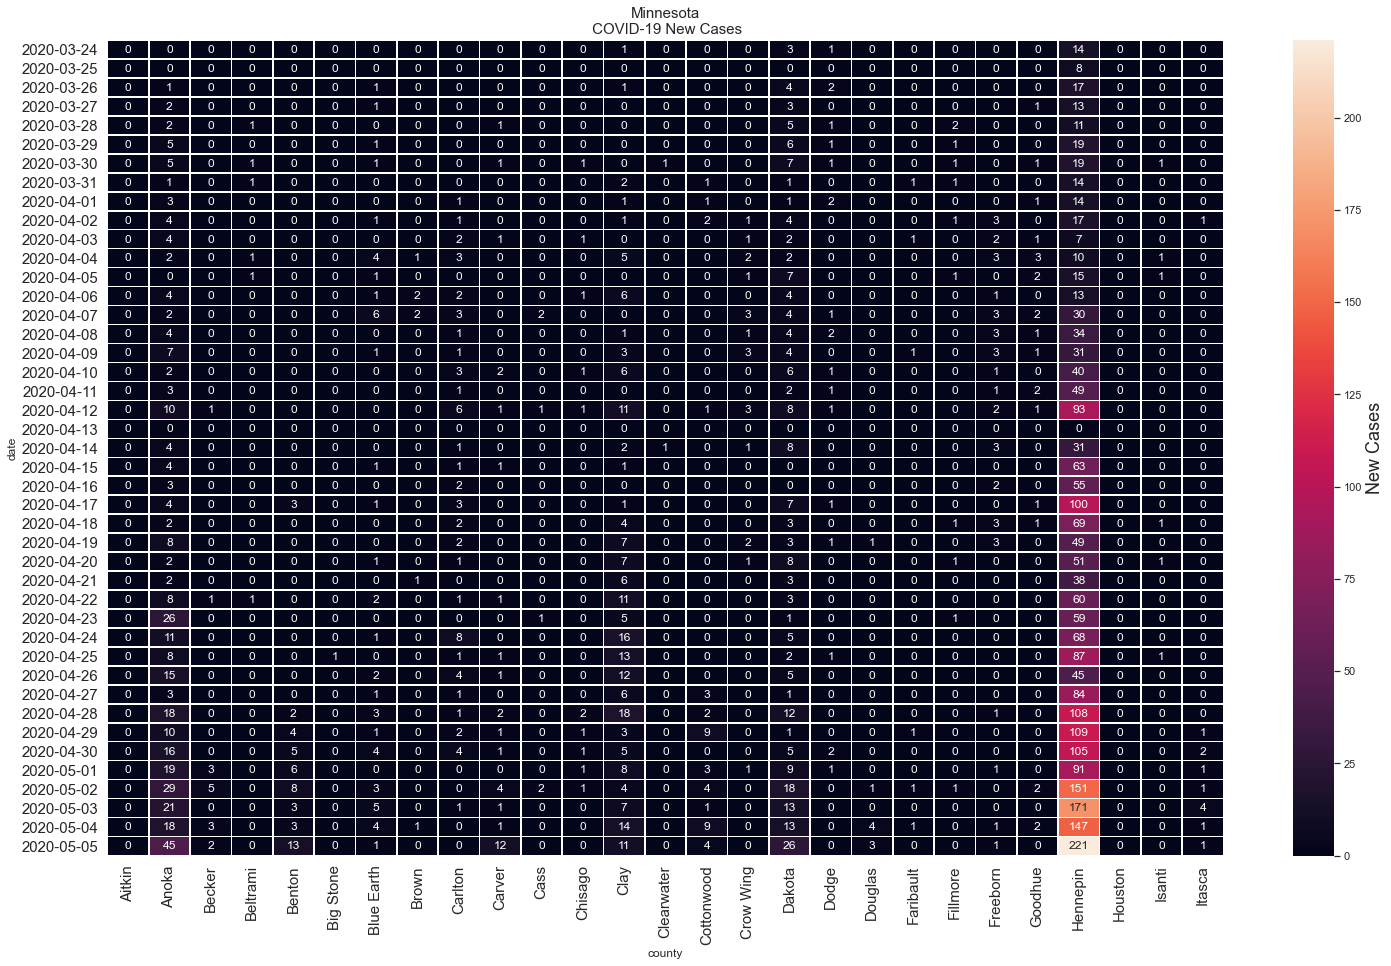 Minnesota
COVID-19 New Cases
2020-03-24 0 0 0 0 0 0 0 0 0 0 0 0 1 0 0 0 3 1 0 0 0 0 0 14 0 0 0
2020-03-25 0 0 0 0 0 0 0 0 0 0 0 0 0 0 0 0 0 0 0 0 0 0 0 8 0 0 0
2020-03-26 0 1 0 0 0 0 1 0 0 0 0 0 1 0 0 0 4 2 0 0 0 0 0 17 0 0 0
2020-03-27 0 2 0 0 0 0 1 0 0 0 0 0 0 0 0 0 3 0 0 0 0 0 1 13 0 0 0
2020-03-28 0 2 0 1 0 0 0 0 0 1 0 0 0 0 0 0 5 1 0 0 2 0 0 11 0 0 0
2020-03-29 0 5 0 0 0 0 1 0 0 0 0 0 0 0 0 0 6 1 0 0 1 0 0 19 0 0 0
2020-03-30 0 5 0 1 0 0 1 0 0 1 0 1 0 1 0 0 7 1 0 0 1 0 1 19 0 1 0
2020-03-31 0 1 0 1 0 0 0 0 0 0 0 0 2 0 1 0 1 0 0 1 1 0 0 14 0 0 0
2020-04-01 0 3 0 0 0 0 0 0 1 0 0 0 1 0 1 0 1 2 0 0 0 0 1 14 0 0 0
2020-04-02 0 4 0 0 0 0 1 0 1 0 0 0 1 0 2 1 4 0 0 0 1 3 0 17 0 0 1
2020-04-03 0 4 0 0 0 0 0 0 2 1 0 1 0 0 0 1 2 0 0 1 0 2 1 7 0 0 0
2020-04-04 0 2 0 1 0 0 4 1 3 0 0 0 5 0 0 2 2 0 0 0 0 3 3 10 0 1 0
2020-04-05 0 0 0 1 0 0 1 0 0 0 0 0 0 0 0 1 7 0 0 0 1 0 2 15 0 1 0
2020-04-06 0 4 0 0 0 0 1 2 2 0 0 1 6 0 0 0 4 0 0 0 0 1 0 13 0 0 0
2020-04-07 0 2 0 0 0 0 6 2 3 0 2 0 0 0 0 3 4 1 0 0 0 3 2 30 0 0 0
2020-04-08 0 4 0 0 0 0 0 0 1 0 0 0 1 0 0 1 4 2 0 0 0 3 1 34 0 0 0
2020-04-09 0 7 0 0 0 0 1 0 1 0 0 0 3 0 0 3 4 0 0 1 0 3 1 31 0 0 0
2020-04-10 0 2 0 0 0 0 0 0 3 2 0 1 6 0 0 0 6 1 0 0 0 1 0 40 0 0 0
2020-04-11 0 3 0 0 0 0 0 0 1 0 0 0 0 0 0 0 2 1 0 0 0 1 2 49 0 0 0
2020-04-12 0 10 1 0 0 0 0 0 6 1 1 1 11 0 1 3 8 1 0 0 0 2 1 93 0 0 0
2020-04-13 0 0 0 0 0 0 0 0 0 0 0 0 0 0 0 0 0 0 0 0 0 0 0 0 0 0 0
2020-04-14 0 4 0 0 0 0 0 0 1 0 0 0 2 1 0 1 8 0 0 0 0 3 0 31 0 0 0
2020-04-15 0 4 0 0 0 0 1 0 1 1 0 0 1 0 0 0 0 0 0 0 0 0 0 63 0 0 0
2020-04-16 0 3 0 0 0 0 0 0 2 0 0 0 0 0 0 0 0 0 0 0 0 2 0 55 0 0 0
2020-04-17 0 4 0 0 3 0 1 0 3 0 0 0 1 0 0 0 7 1 0 0 0 0 1 100 0 0 0
2020-04-18 0 2 0 0 0 0 0 0 2 0 0 0 4 0 0 0 3 0 0 0 1 3 1 69 0 1 0
2020-04-19 0 8 0 0 0 0 0 0 2 0 0 0 7 0 0 2 3 1 1 0 0 3 0 49 0 0 0
2020-04-20 0 2 0 0 0 0 1 0 1 0 0 0 7 0 0 1 8 0 0 0 1 0 0 51 0 1 0
2020-04-21 0 2 0 0 0 0 0 1 0 0 0 0 6 0 0 0 3 0 0 0 0 0 0 38 0 0 0
2020-04-22 0 8 1 1 0 0 2 0 1 1 0 0 11 0 0 0 3 0 0 0 0 0 0 60 0 0 0
2020-04-23 0 26 0 0 0 0 0 0 0 0 1 0 5 0 0 0 1 0 0 0 1 0 0 59 0 0 0
2020-04-24 0 11 0 0 0 0 1 0 8 0 0 0 16 0 0 0 5 0 0 0 0 0 0 68 0 0 0
2020-04-25 0 8 0 0 0 1 0 0 1 1 0 0 13 0 0 0 2 1 0 0 0 0 0 87 0 1 0
2020-04-26 0 15 0 0 0 0 2 0 4 1 0 0 12 0 0 0 5 0 0 0 0 0 0 45 0 0 0
2020-04-27 0 3 0 0 0 0 1 0 1 0 0 0 6 0 3 0 1 0 0 0 0 0 0 84 0 0 0
2020-04-28 0 18 0 0 2 0 3 0 1 2 0 2 18 0 2 0 12 0 0 0 0 1 0 108 0 0 0
2020-04-29 0 10 0 0 4 0 1 0 2 1 0 1 3 0 9 0 1 0 0 1 0 0 0 109 0 0 1
2020-04-30 0 16 0 0 5 0 4 0 4 1 0 1 5 0 0 0 5 2 0 0 0 0 0 105 0 0 2
2020-05-01 0 19 3 0 6 0 0 0 0 0 0 1 8 0 3 1 9 1 0 0 0 1 0 91 0 0 1
2020-05-02 0 29 5 0 8 0 3 0 0 4 2 1 4 0 4 0 18 0 1 1 1 0 2 151 0 0 1
2020-05-03 0 21 0 0 3 0 5 0 1 1 0 0 7 0 1 0 13 0 0 0 0 0 0 171 0 0 4
2020-05-04 0 18 3 0 3 0 4 1 0 1 0 0 14 0 9 0 13 0 4 1 0 1 2 147 0 0 1
2020-05-05 0 45 2 0 13 0 1 0 0 12 0 0 11 0 4 0 26 0 3 0 0 1 0 221 0 0 1
date
Aitkin Anoka Becker Beltrami Benton Big Stone Blue Earth Brown Carlton Carver Cass Chisago Clay Clearwater Cottonwood Crow Wing Dakota Dodge Douglas Faribault Fillmore Freeborn Goodhue Hennepin Houston Isanti Itasca
county
200
175
150
125
100
75
50
25
0
New Cases